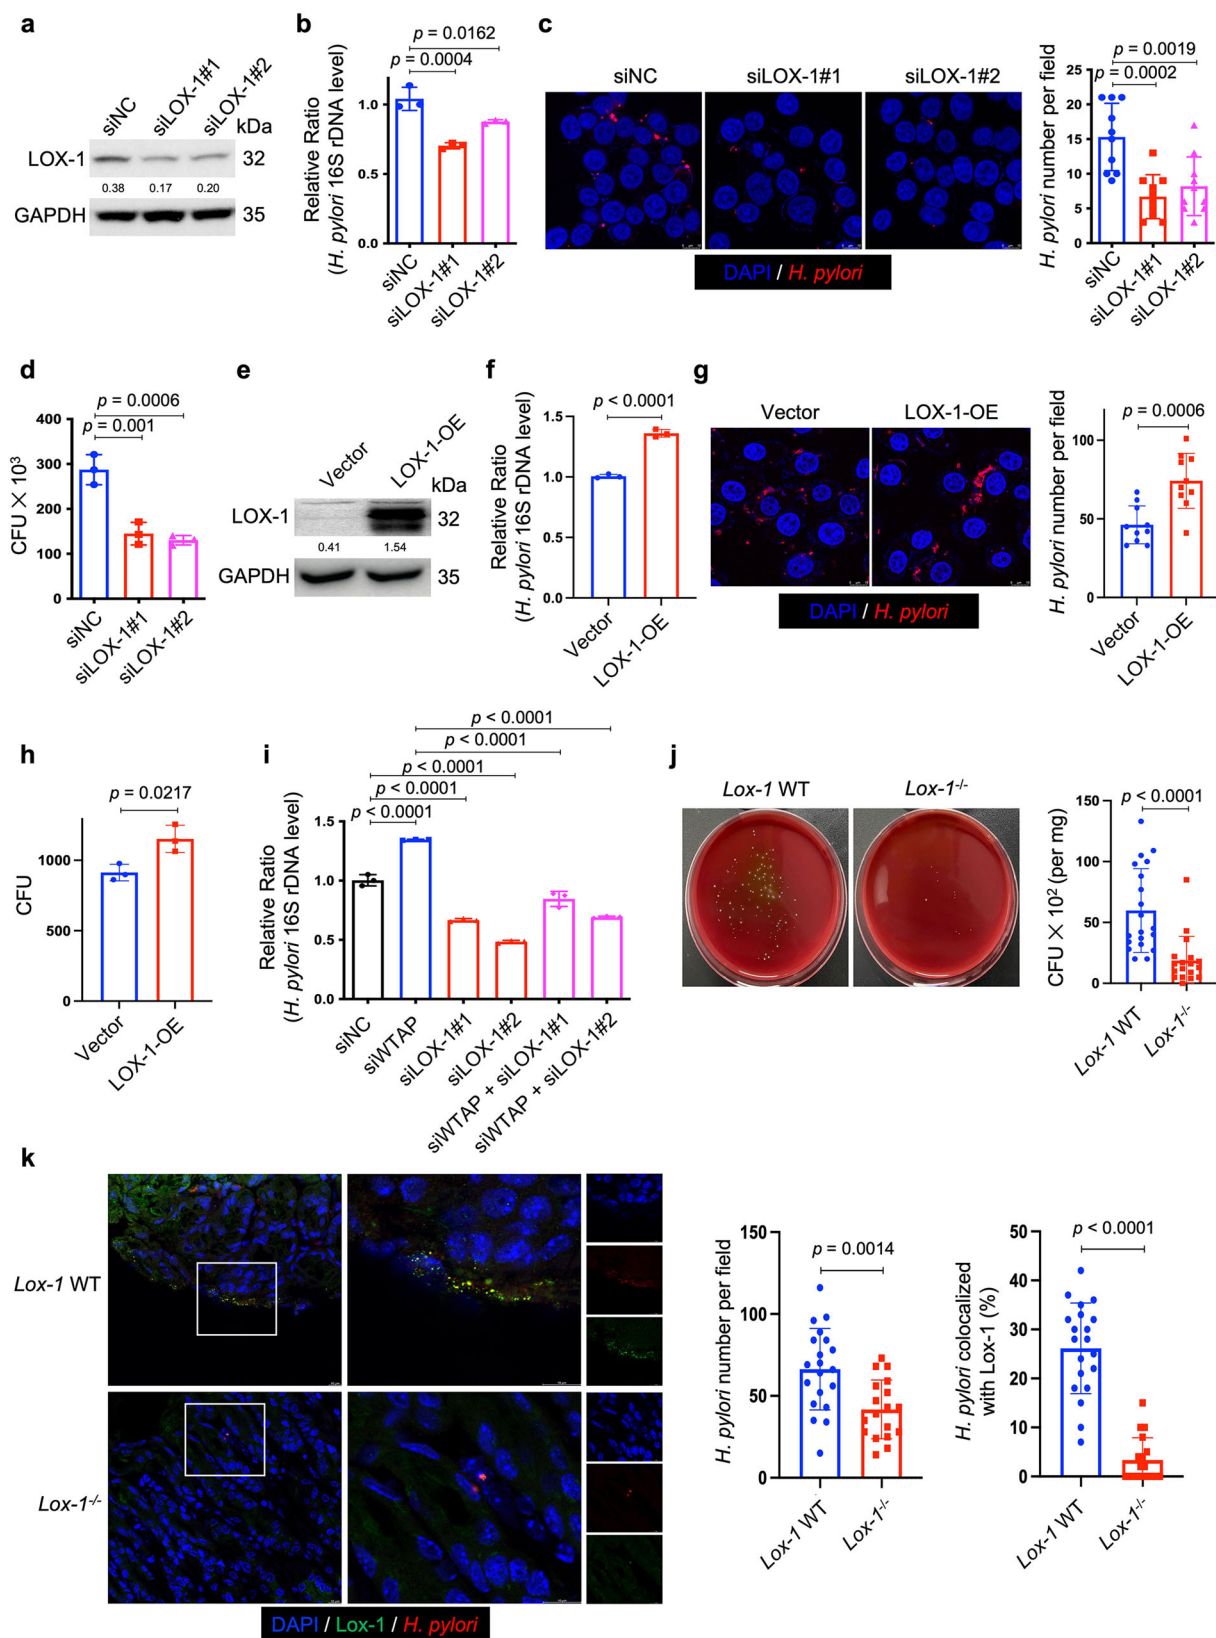 a
siNC
siLOX-1#1
siLOX-1#2
kDa
LOX-1
32
0.38 0.17 0.20
GAPDH
35
b
p = 0.0162
p = 0.0004
Relative Ratio
(H. pylori 16S rDNA level)
1.0
0.5
0.0
siNC
siLOX-1#1
siLOX-1#2
c
siNC
siLOX-1#1
siLOX-1#2
DAPI / H. pylori
p = 0.0019
p = 0.0002
H. pylori number per field
25
20
15
10
5
0
siNC
siLOX-1#1
siLOX-1#2
d
p = 0.0006
p = 0.001
CFU × 10³
400
300
200
100
0
siNC
siLOX-1#1
siLOX-1#2
e
Vector
LOX-1-OE
kDa
LOX-1
32
0.41 1.54
GAPDH
35
f
p < 0.0001
Relative Ratio
(H. pylori 16S rDNA level)
1.5
1.0
0.5
0.0
Vector
LOX-1-OE
g
Vector
LOX-1-OE
DAPI / H. pylori
p = 0.0006
H. pylori number per field
100
50
0
Vector
LOX-1-OE
h
p = 0.0217
CFU
1000
500
0
Vector
LOX-1-OE
i
p < 0.0001
p < 0.0001
p < 0.0001
p < 0.0001
p < 0.0001
Relative Ratio
(H. pylori 16S rDNA level)
1.5
1.0
0.5
0.0
siNC
siWTAP
siLOX-1#1
siLOX-1#2
siWTAP + siLOX-1#1
siWTAP + siLOX-1#2
j
Lox-1 WT
Lox-1⁻/⁻
p < 0.0001
CFU × 10² (per mg)
150
100
50
0
Lox-1 WT
Lox-1⁻/⁻
k
Lox-1 WT
Lox-1⁻/⁻
DAPI / Lox-1 / H. pylori
p = 0.0014
H. pylori number per field
150
100
50
0
Lox-1 WT
Lox-1⁻/⁻
p < 0.0001
H. pylori colocalized
with Lox-1 (%)
50
40
30
20
10
0
Lox-1 WT
Lox-1⁻/⁻